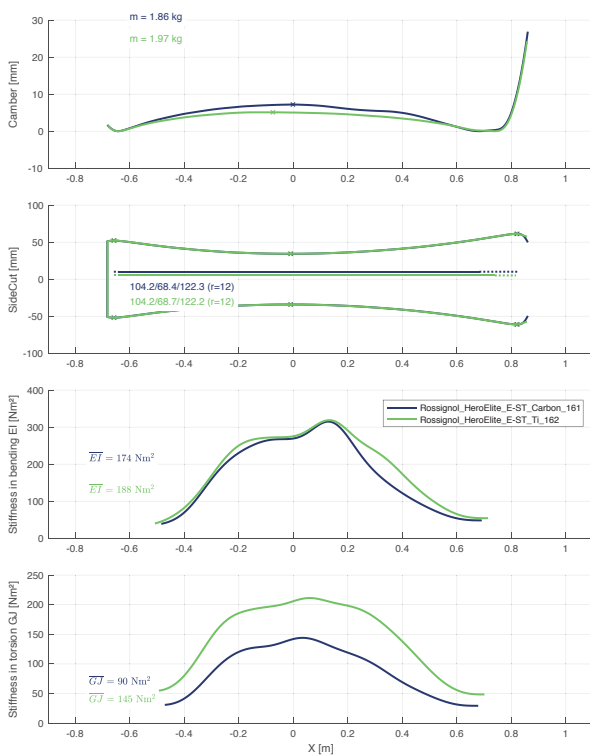 30
20
10
0
-10
Camber [mm]
m = 1.86 kg
m = 1.97 kg
-0.8 -0.6 -0.4 -0.2 0 0.2 0.4 0.6 0.8 1
100
50
0
-50
-100
SideCut [mm]
104.2/68.4/122.3 (r=12)
104.2/68.7/122.2 (r=12)
-0.8 -0.6 -0.4 -0.2 0 0.2 0.4 0.6 0.8 1
400
300
200
100
0
Stiffness in bending EI [Nm²]
Rossignol_HeroElite_E-ST_Carbon_161
Rossignol_HeroElite_E-ST_Ti_162
EI = 174 Nm²
EI = 188 Nm²
-0.8 -0.6 -0.4 -0.2 0 0.2 0.4 0.6 0.8 1
250
200
150
100
50
0
Stiffness in torsion GJ [Nm²]
GJ = 90 Nm²
GJ = 145 Nm²
-0.8 -0.6 -0.4 -0.2 0 0.2 0.4 0.6 0.8 1
X [m]